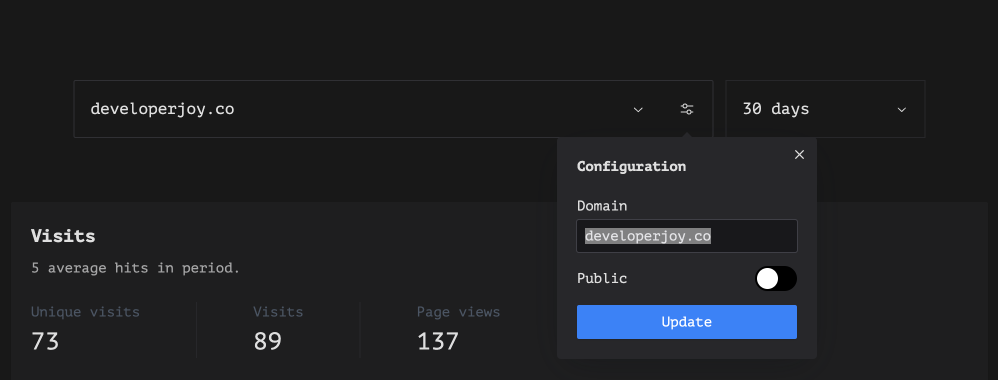 developerjoy.co
30 days
Configuration
Domain
developerjoy.co
Public
Update
Visits
5 average hits in period.
Unique visits
Visits
Page views
73
89
137